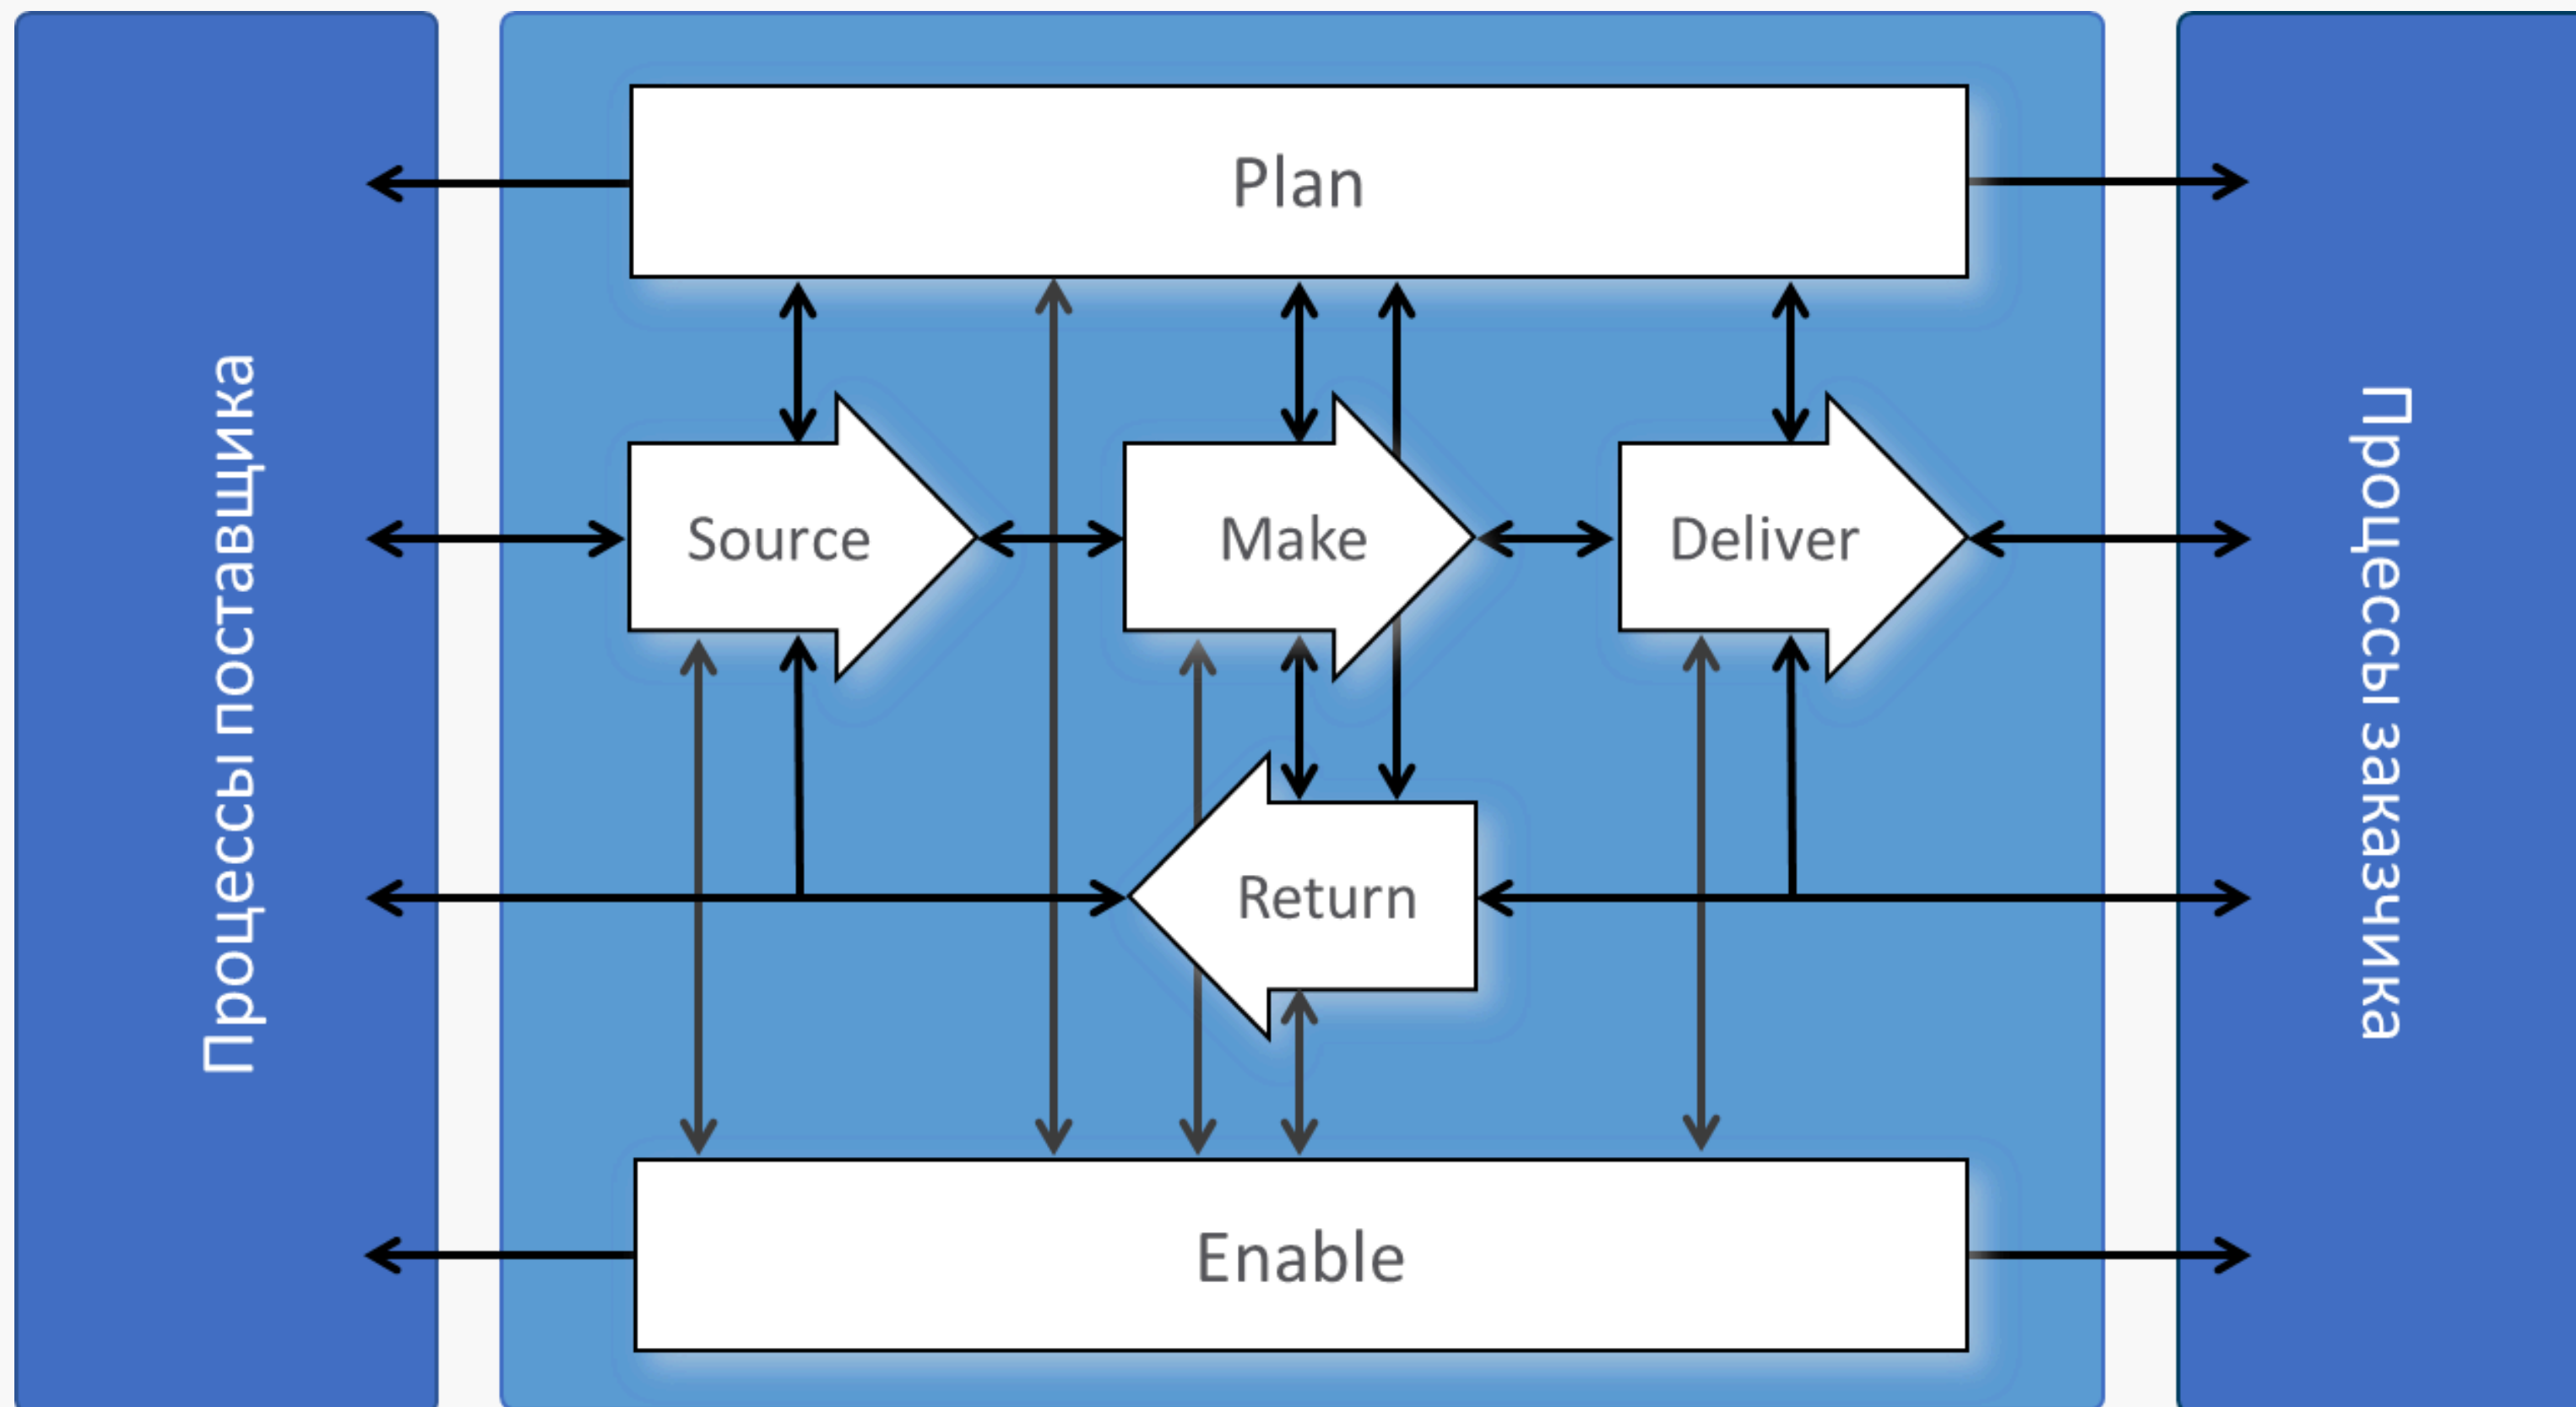 Процессы поставщика
Plan
Source
Make
Deliver
Return
Enable
Процессы заказчика